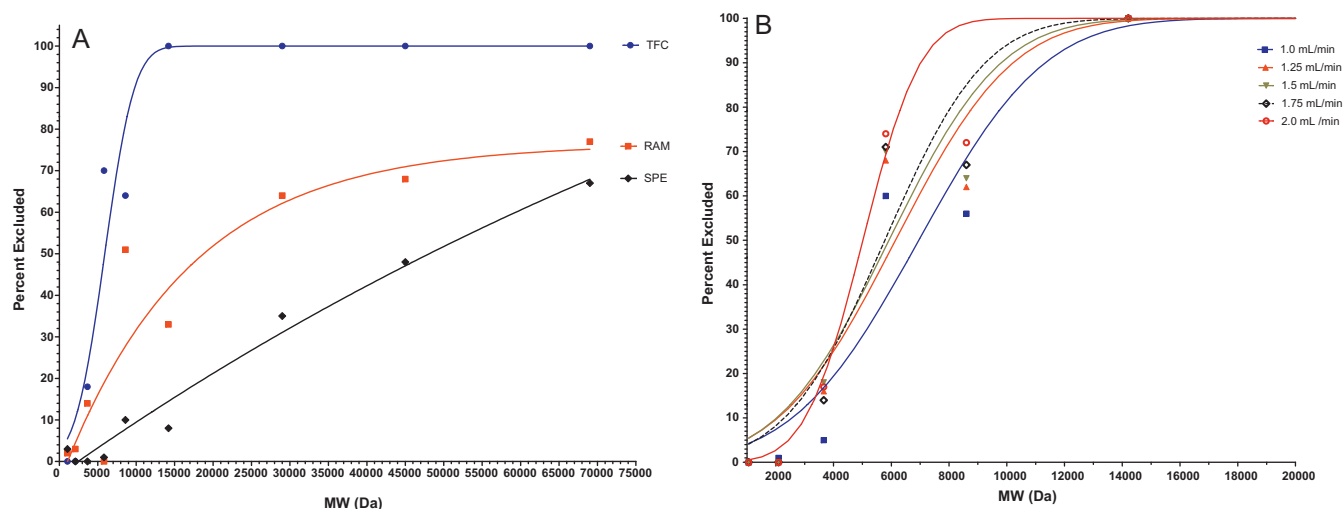 A
Percent Excluded
100
90
80
70
60
50
40
30
20
10
0
5000 10000 15000 20000 25000 30000 35000 40000 45000 50000 55000 60000 65000 70000 75000
MW (Da)
TFC
RAM
SPE
B
Percent Excluded
100
90
80
70
60
50
40
30
20
10
0
2000 4000 6000 8000 10000 12000 14000 16000 18000 20000
MW (Da)
1.0 mL/min
1.25 mL/min
1.5 mL/min
1.75 mL/min
2.0 mL /min